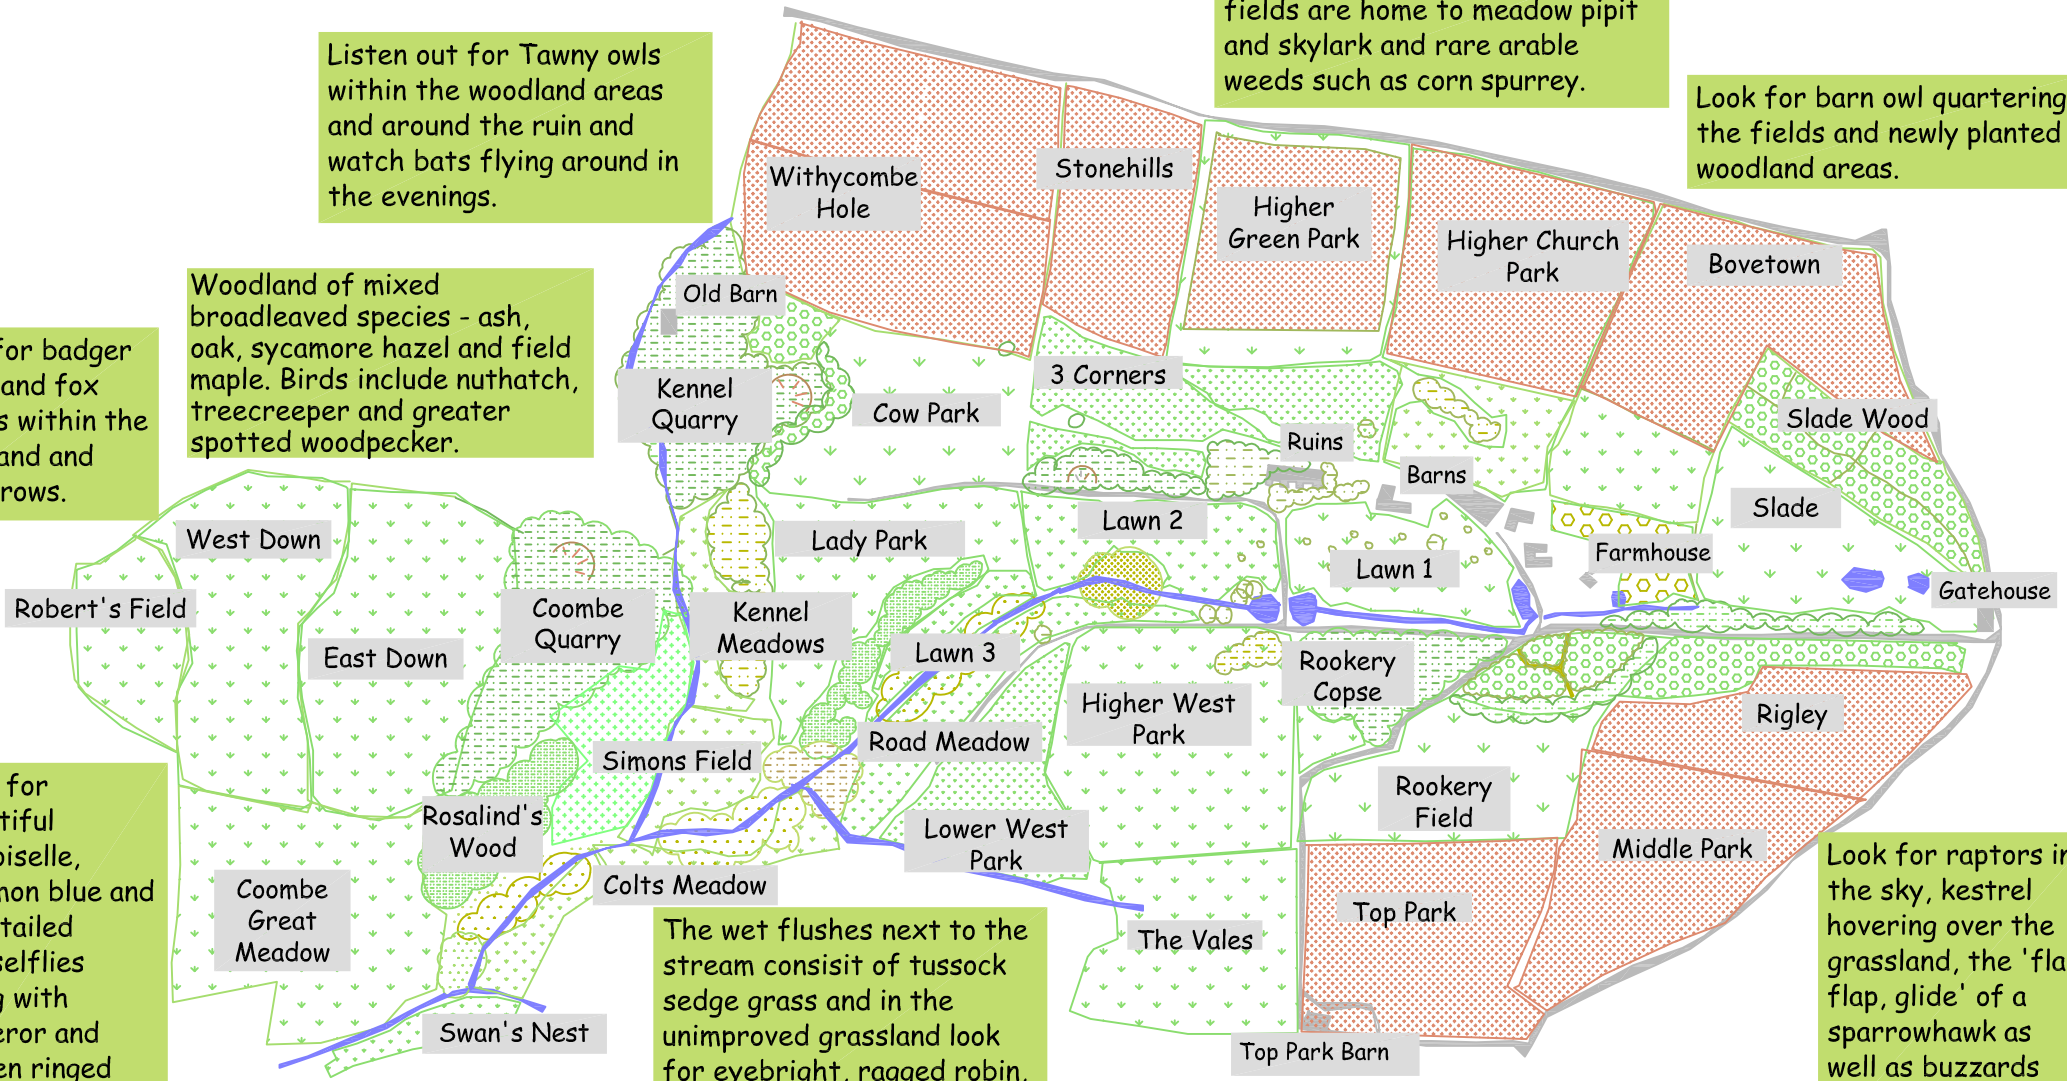 fields are home to meadow pipit
and skylark and rare arable
weeds such as corn spurrey.
Listen out for Tawny owls
within the woodland areas
and around the ruin and
watch bats flying around in
the evenings.
Look for barn owl quartering
the fields and newly planted
woodland areas.
Woodland of mixed
broadleaved species - ash,
oak, sycamore hazel and field
maple. Birds include nuthatch,
treecreeper and greater
spotted woodpecker.
for badger
and fox
within the
and and
rows.
Withycombe
Hole
Stonehills
Higher
Green Park
Higher Church
Park
Bovetown
Old Barn
Kennel
Quarry
Cow Park
3 Corners
Ruins
Barns
Slade Wood
Slade
Farmhouse
Gatehouse
West Down
Robert's Field
East Down
Coombe
Quarry
Kennel
Meadows
Lady Park
Lawn 2
Lawn 1
Lawn 3
Rookery
Copse
Higher West
Park
Road Meadow
Simons Field
Rigley
Rookery
Field
Rosalind's
Wood
Lower West
Park
Middle Park
Colts Meadow
Coombe
Great
Meadow
Top Park
The Vales
Swan's Nest
Top Park Barn
for
tiful
oiselle,
mon blue and
tailed
selflies
g with
eror and
en ringed
The wet flushes next to the
stream consisit of tussock
sedge grass and in the
unimproved grassland look
for eyebright, ragged robin,
Look for raptors in
the sky, kestrel
hovering over the
grassland, the 'fla
flap, glide' of a
sparrowhawk as
well as buzzards